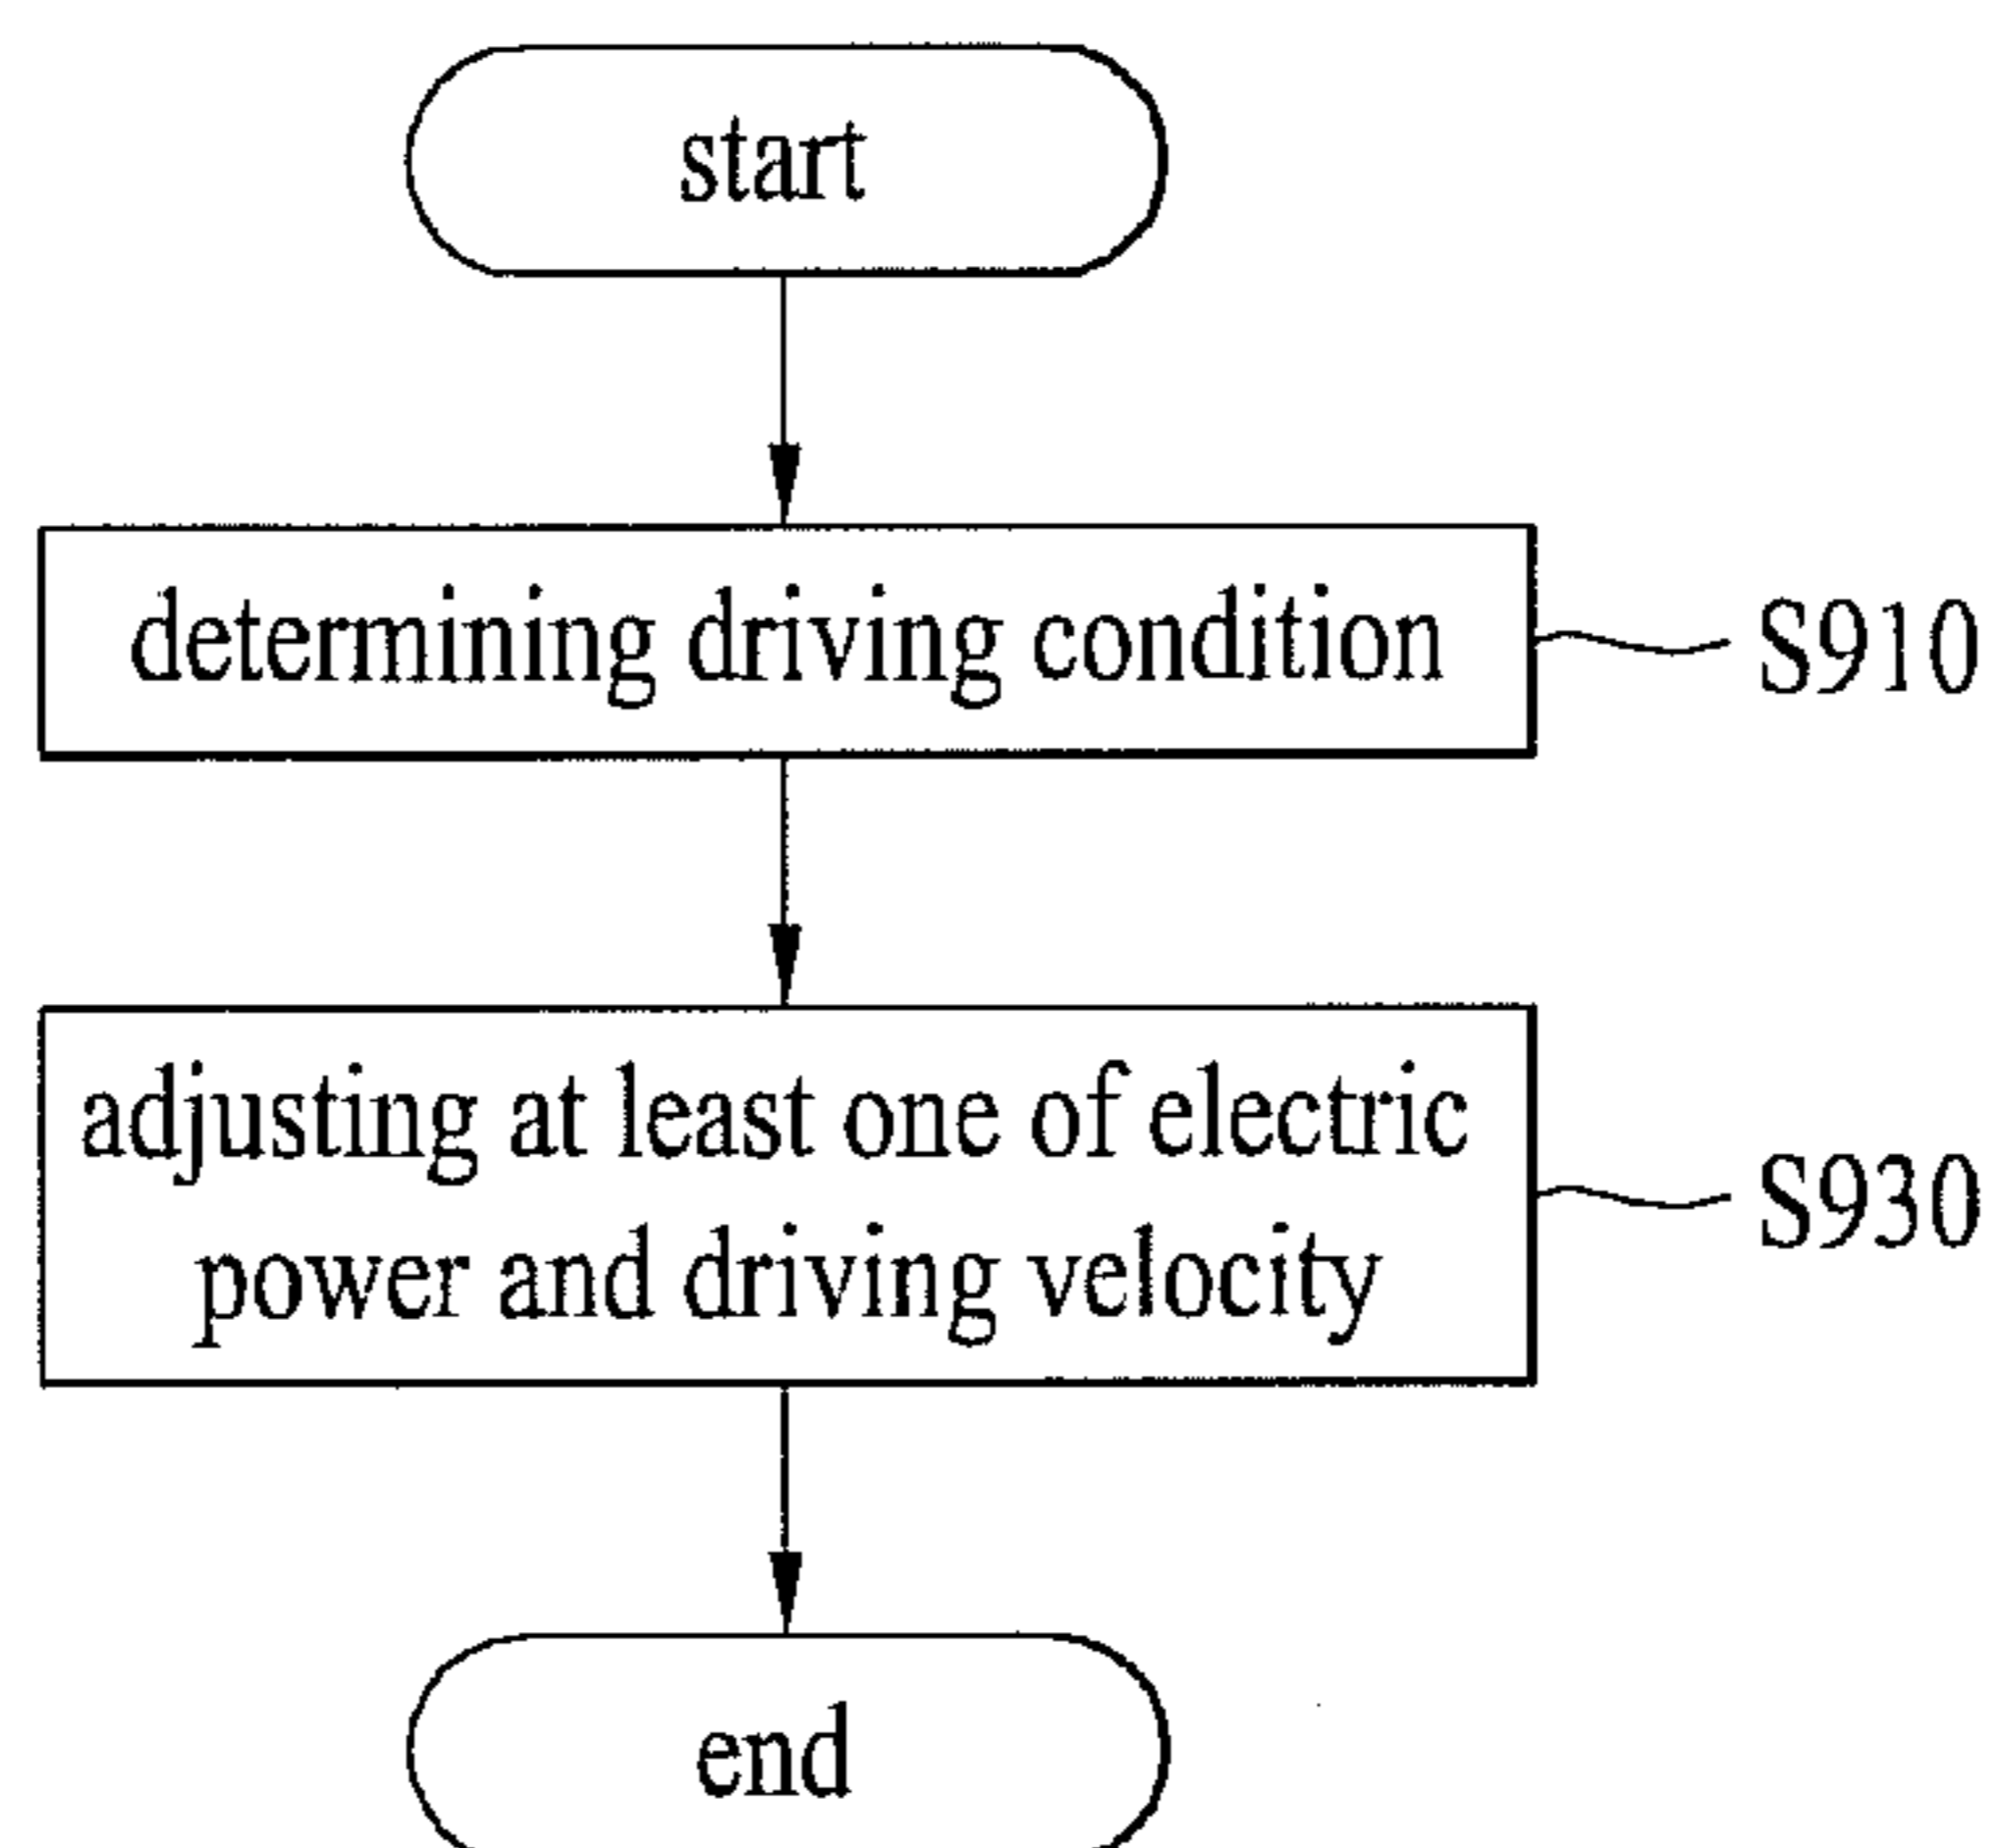 start
determining driving condition
S910
adjusting at least one of electric
power and driving velocity
S930
end